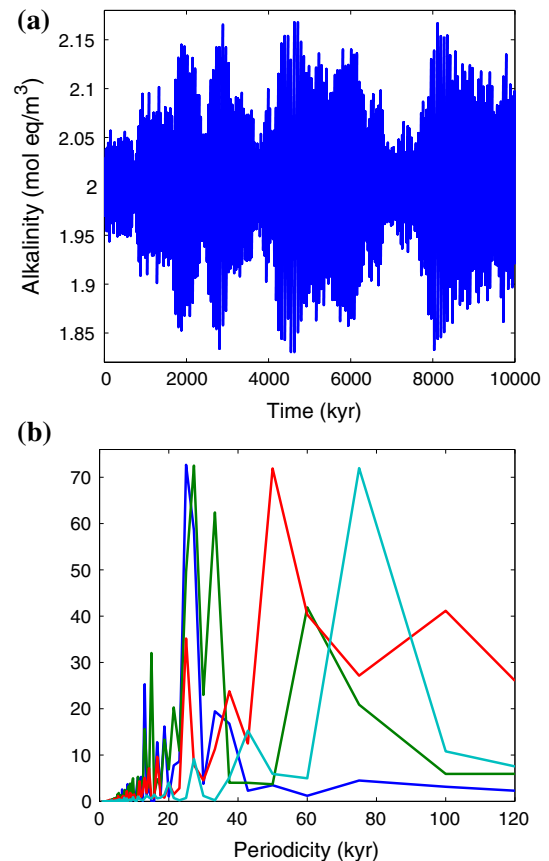 (a)
2.15
2.1
2.05
2
1.95
1.9
1.85
Alkalinity (mol eq/m³)
0 2000 4000 6000 8000 10000
Time (kyr)
(b)
70
60
50
40
30
20
10
0
0 20 40 60 80 100 120
Periodicity (kyr)